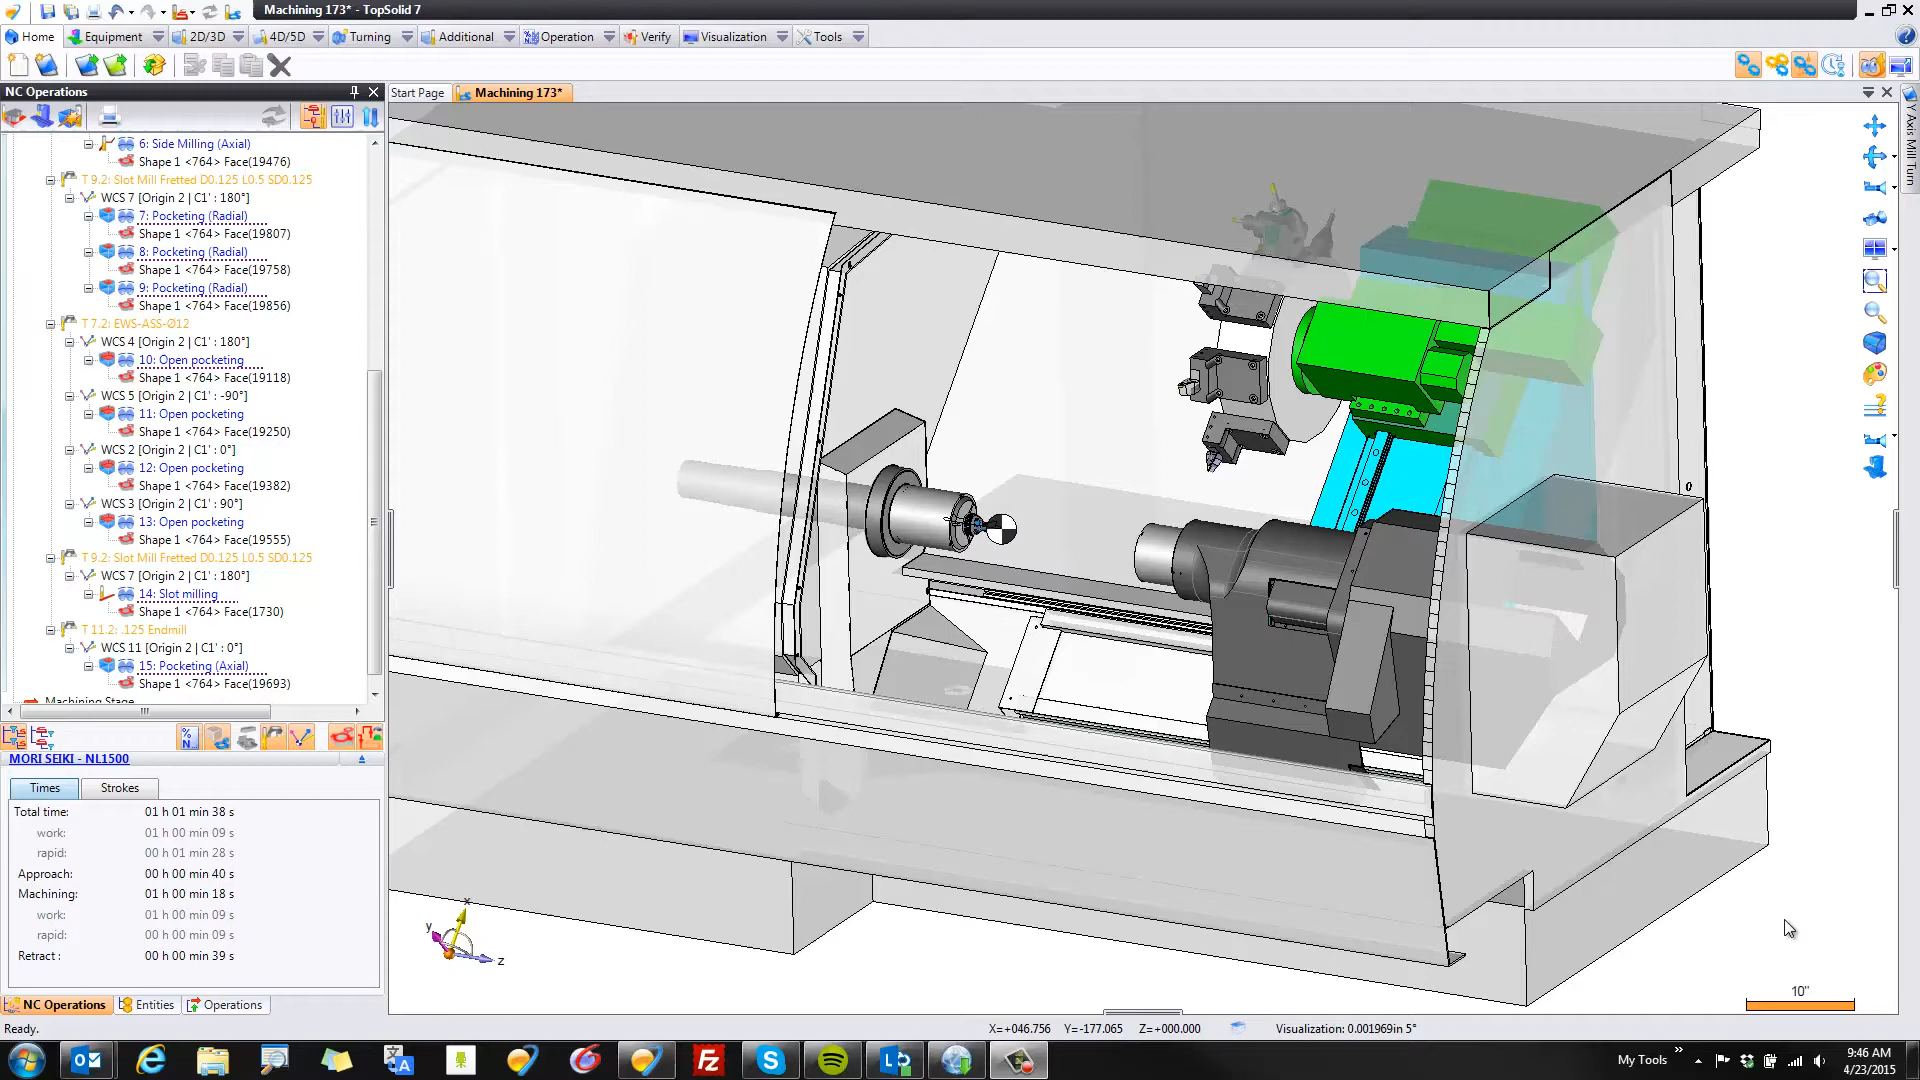 Machining 173* - TopSolid 7
Home Equipment 2D/3D 4D/5D Turning Additional Operation Verify Visualization Tools
NC Operations
Start Page Machining 173*
Y Axis Mill Turn
6: Side Milling (Axial)
Shape 1 <764> Face(19476)
T 9.2: Slot Mill Fretted D0.125 L0.5 SD0.125
WCS 7 [Origin 2 | C1' : 180°]
7: Pocketing (Radial)
Shape 1 <764> Face(19807)
8: Pocketing (Radial)
Shape 1 <764> Face(19758)
9: Pocketing (Radial)
Shape 1 <764> Face(19856)
T 7.2: EWS-ASS-Ø12
WCS 4 [Origin 2 | C1' : 180°]
10: Open pocketing
Shape 1 <764> Face(19118)
WCS 5 [Origin 2 | C1' : -90°]
11: Open pocketing
Shape 1 <764> Face(19250)
WCS 2 [Origin 2 | C1' : 0°]
12: Open pocketing
Shape 1 <764> Face(19382)
WCS 3 [Origin 2 | C1' : 90°]
13: Open pocketing
Shape 1 <764> Face(19555)
T 9.2: Slot Mill Fretted D0.125 L0.5 SD0.125
WCS 7 [Origin 2 | C1' : 180°]
14: Slot milling
Shape 1 <764> Face(1730)
T 11.2: .125 Endmill
WCS 11 [Origin 2 | C1' : 0°]
15: Pocketing (Axial)
Shape 1 <764> Face(19693)
Machining Stage
MORI SEIKI - NL1500
Times Strokes
Total time: 01 h 01 min 38 s
work: 01 h 00 min 09 s
rapid: 00 h 01 min 28 s
Approach: 00 h 00 min 40 s
Machining: 01 h 00 min 18 s
work: 01 h 00 min 09 s
rapid: 00 h 00 min 09 s
Retract : 00 h 00 min 39 s
x
y
z
10"
NC Operations Entities Operations
Ready. X=+046.756 Y=-177.065 Z=+000.000 Visualization: 0.001969in 5°
My Tools
9:46 AM
4/23/2015